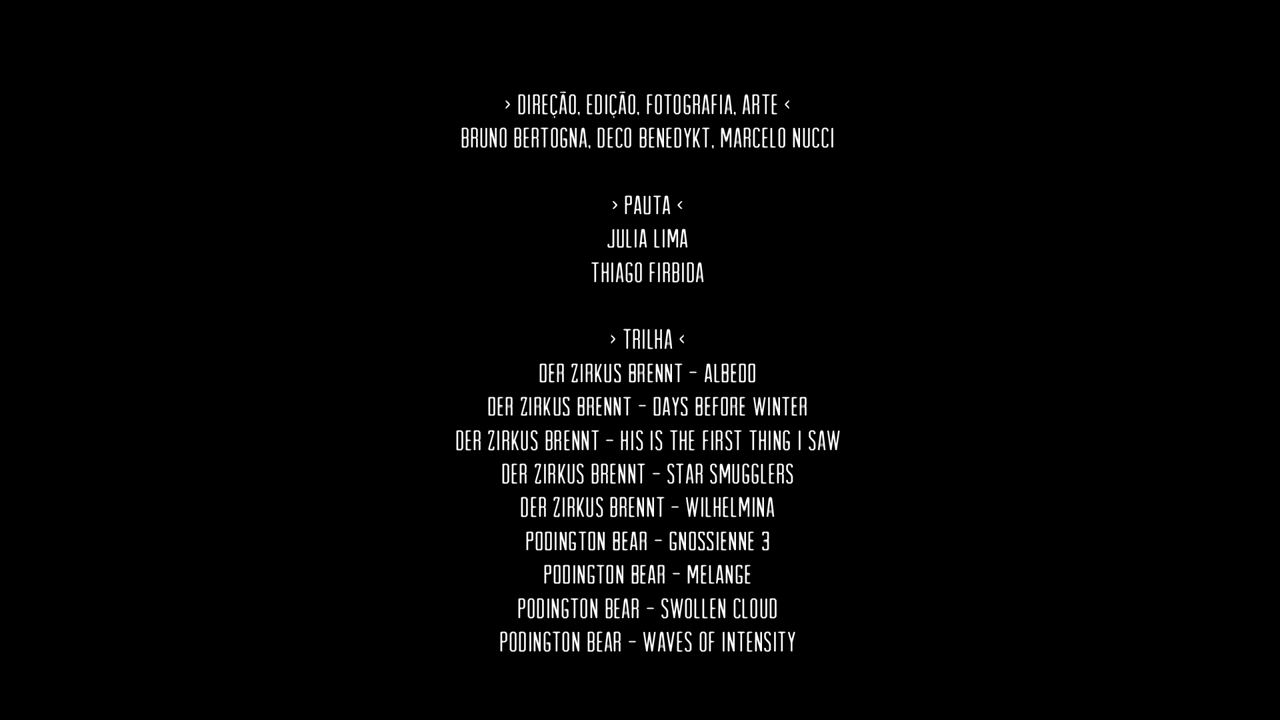 › DIREÇÃO, EDIÇÃO, FOTOGRAFIA, ARTE ‹
BRUNO BERTOGNA, DECO BENEDYKT, MARCELO NUCCI
› PAUTA ‹
JULIA LIMA
THIAGO FIRBIDA
› TRILHA ‹
DER ZIRKUS BRENNT - ALBEDO
DER ZIRKUS BRENNT - DAYS BEFORE WINTER
DER ZIRKUS BRENNT - HIS IS THE FIRST THING I SAW
DER ZIRKUS BRENNT - STAR SMUGGLERS
DER ZIRKUS BRENNT - WILHELMINA
PODINGTON BEAR - GNOSSIENNE 3
PODINGTON BEAR - MELANGE
PODINGTON BEAR - SWOLLEN CLOUD
PODINGTON BEAR - WAVES OF INTENSITY